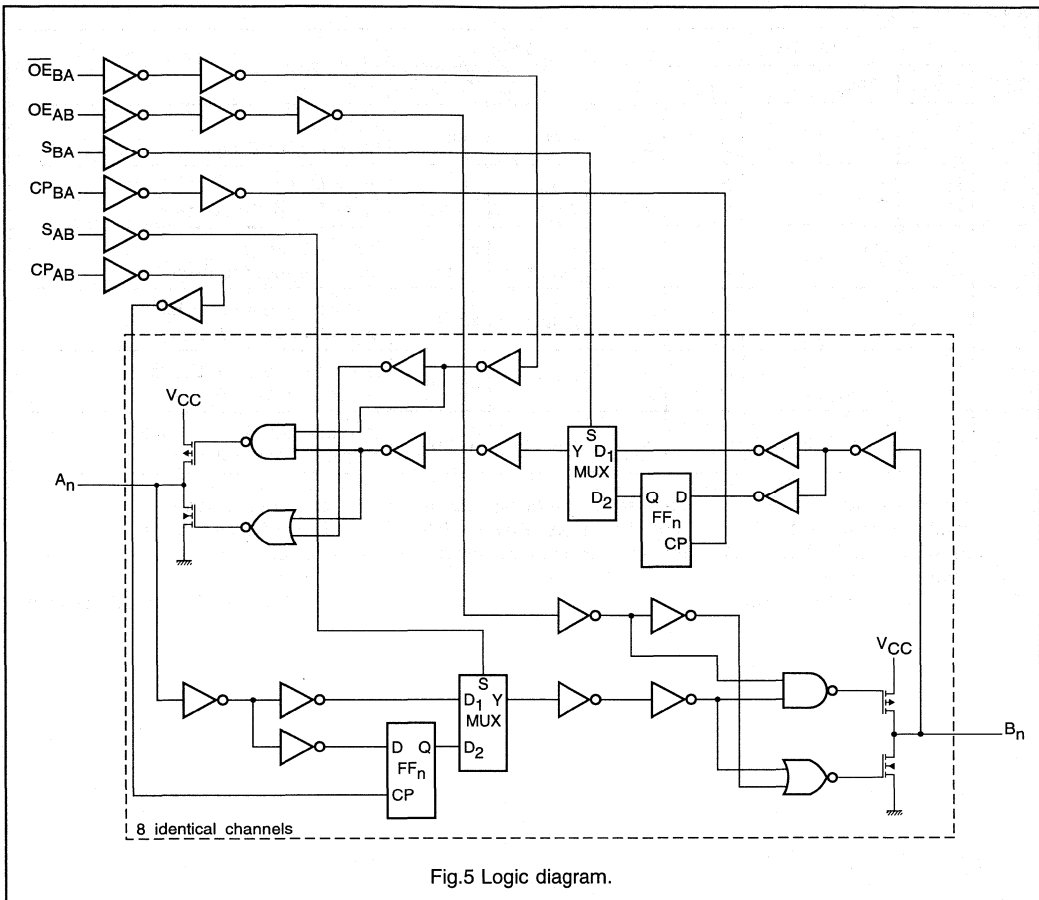 OE̅BA
OEAB
SBA
CPBA
SAB
CPAB
VCC
An
S
Y D1
MUX
D2
Q D
FFn
CP
VCC
S
D1 Y
MUX
D2
D Q
FFn
CP
Bn
8 identical channels
Fig.5 Logic diagram.